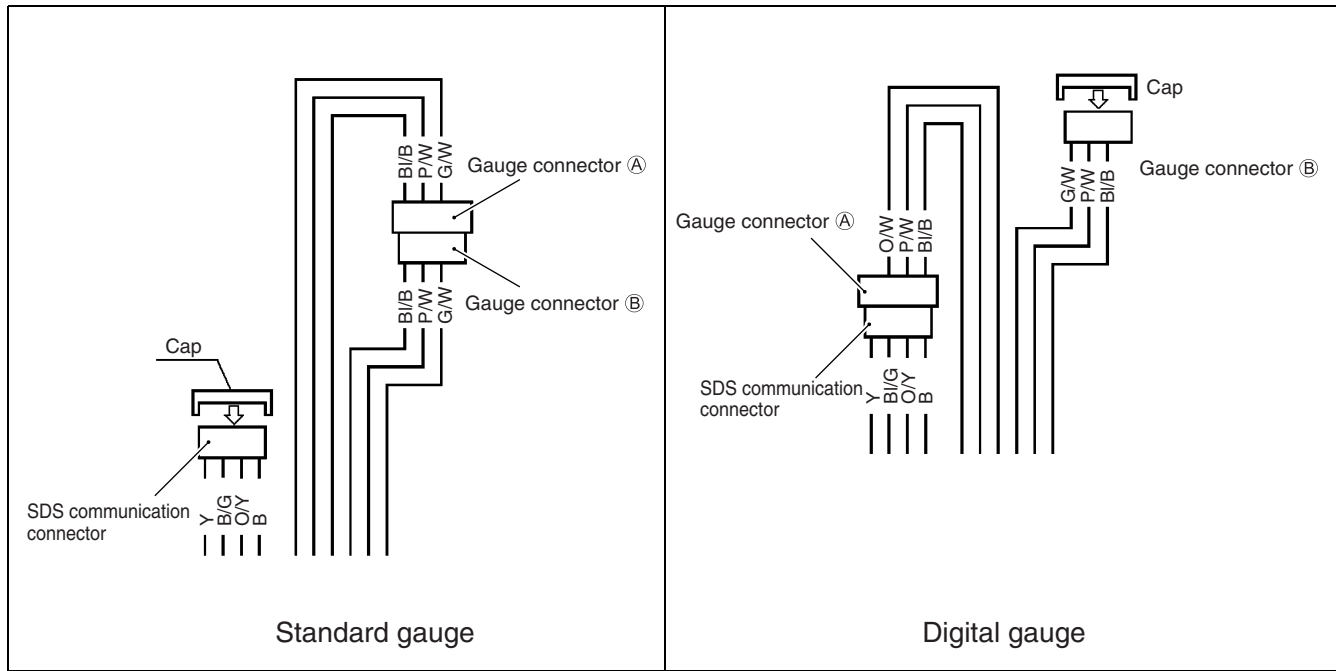 Bl/B
P/W
G/W
Gauge connector Ⓐ
Gauge connector Ⓑ
Bl/B
P/W
G/W
Cap
SDS communication
connector
Y
B/G
O/Y
B
Standard gauge
Cap
Gauge connector Ⓑ
G/W
P/W
Bl/B
Gauge connector Ⓐ
O/W
P/W
Bl/B
SDS communication
connector
Y
Bl/G
O/Y
B
Digital gauge